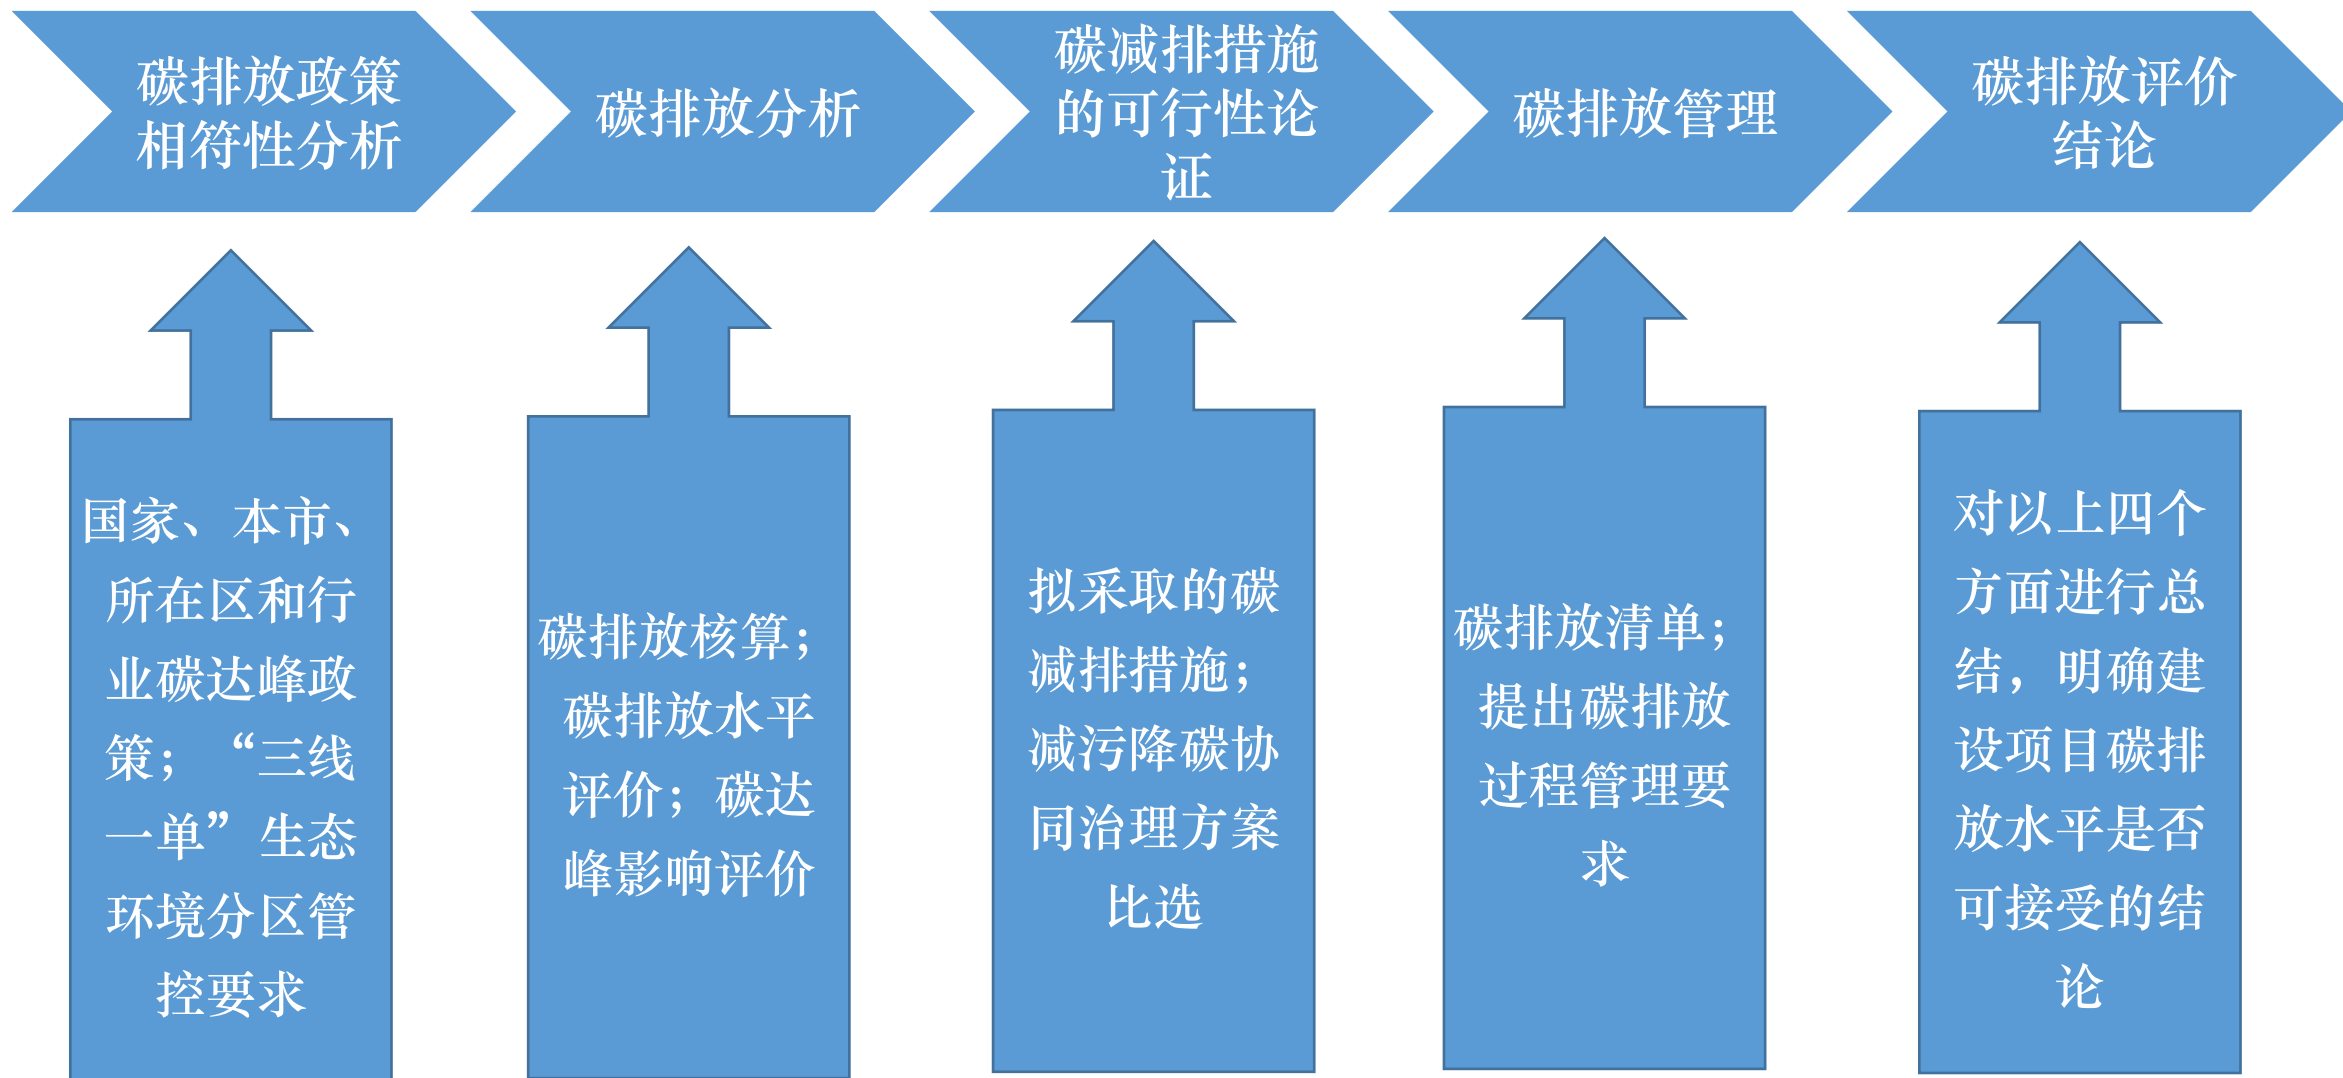 碳排放政策
相符性分析
碳排放分析
碳减排措施
的可行性论
证
碳排放管理
碳排放评价
结论
国家、本市、
所在区和行
业碳达峰政
策；“三线
一单”生态
环境分区管
控要求
碳排放核算；
碳排放水平
评价；碳达
峰影响评价
拟采取的碳
减排措施；
减污降碳协
同治理方案
比选
碳排放清单；
提出碳排放
过程管理要
求
对以上四个
方面进行总
结，明确建
设项目碳排
放水平是否
可接受的结
论